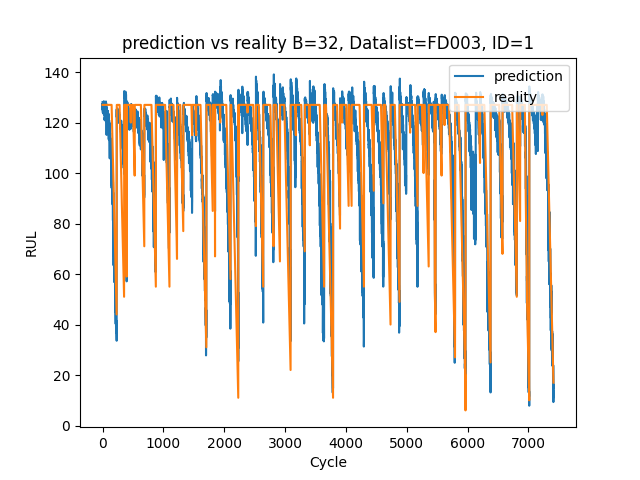 prediction vs reality B=32, Datalist=FD003, ID=1
prediction
reality
140
120
100
80
60
40
20
0
RUL
0 1000 2000 3000 4000 5000 6000 7000
Cycle